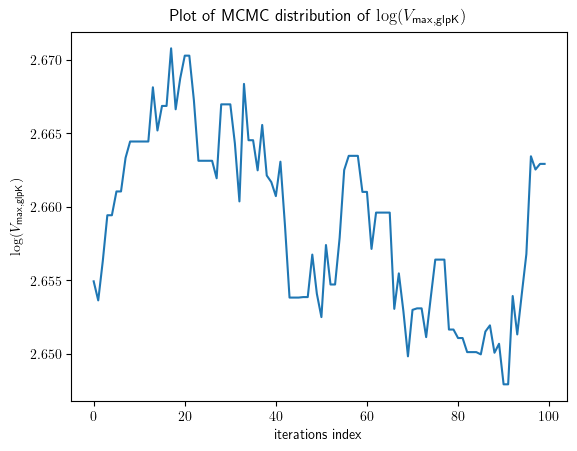 Plot of MCMC distribution of log(V_max,glpK)
log(V_max,glpK)
2.670
2.665
2.660
2.655
2.650
0 20 40 60 80 100
iterations index